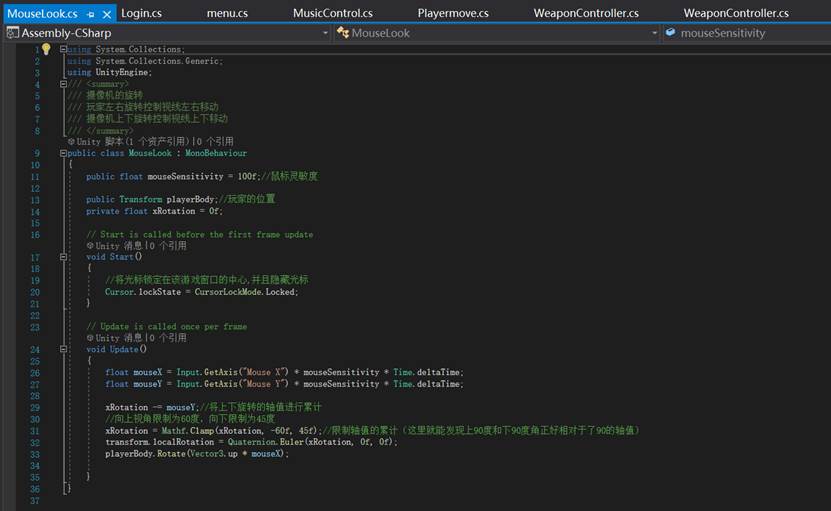 MouseLook.cs Login.cs menu.cs MusicControl.cs Playermove.cs WeaponController.cs WeaponController.cs
Assembly-CSharp MouseLook mouseSensitivity
1 using System.Collections;
2 using System.Collections.Generic;
3 using UnityEngine;
4 /// <summary>
5 /// 摄像机的旋转
6 /// 玩家左右旋转控制视线左右移动
7 /// 摄像机上下旋转控制视线上下移动
8 /// </summary>
Unity 脚本(1 个资产引用)|0 个引用
9 public class MouseLook : MonoBehaviour
10 {
11 public float mouseSensitivity = 100f;//鼠标灵敏度
12
13 public Transform playerBody;//玩家的位置
14 private float xRotation = 0f;
15
16 // Start is called before the first frame update
Unity 消息|0 个引用
17 void Start()
18 {
19 //将光标锁定在该游戏窗口的中心,并且隐藏光标
20 Cursor.lockState = CursorLockMode.Locked;
21 }
22
23 // Update is called once per frame
Unity 消息|0 个引用
24 void Update()
25 {
26 float mouseX = Input.GetAxis("Mouse X") * mouseSensitivity * Time.deltaTime;
27 float mouseY = Input.GetAxis("Mouse Y") * mouseSensitivity * Time.deltaTime;
28
29 xRotation -= mouseY;//将上下旋转的轴值进行累计
30 //向上视角限制为60度，向下限制为45度
31 xRotation = Mathf.Clamp(xRotation, -60f, 45f);//限制轴值的累计（这里就能发现上90度和下90度角正好相对于了90的轴值）
32 transform.localRotation = Quaternion.Euler(xRotation, 0f, 0f);
33 playerBody.Rotate(Vector3.up * mouseX);
34
35 }
36 }
37